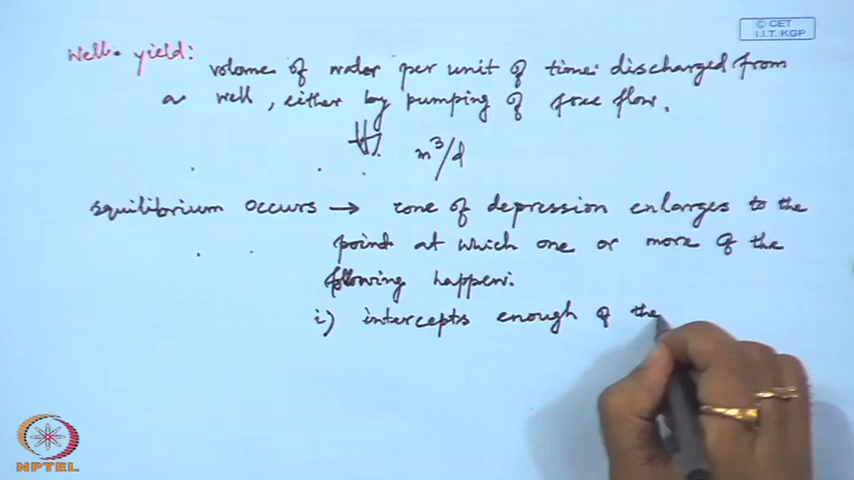 © CET
I.I.T. KGP
Well yield:
volume of water per unit of time discharged from
a well, either by pumping of free flow.
m³/d
equilibrium occurs → cone of depression enlarges to the
point at which one or more of the
following happen:
i) intercepts enough of the
NPTEL